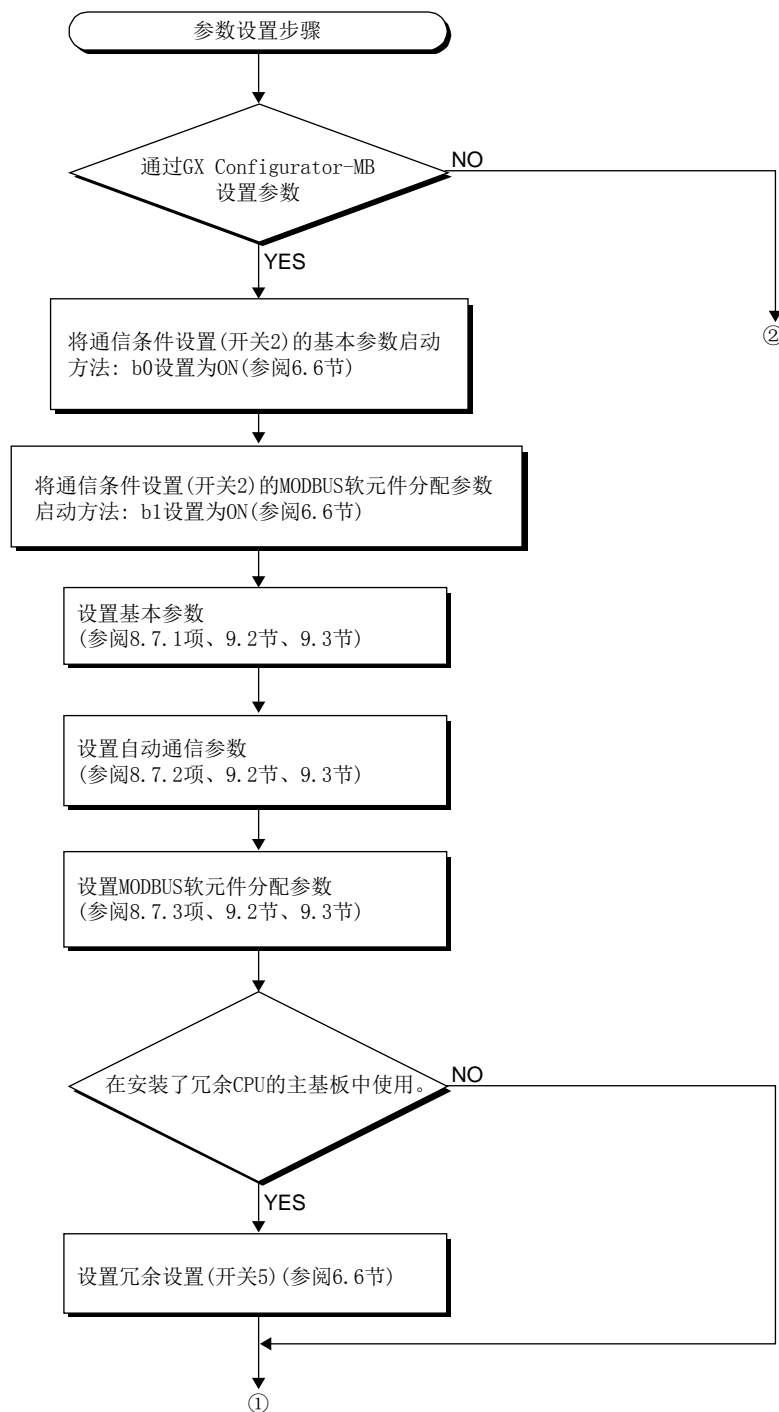 参数设置步骤
通过GX Configurator-MB
设置参数
NO
YES
将通信条件设置(开关2)的基本参数启动
方法: b0设置为ON(参阅6.6节)
②
将通信条件设置(开关2)的MODBUS软元件分配参数
启动方法: b1设置为ON(参阅6.6节)
设置基本参数
(参阅8.7.1项、9.2节、9.3节)
设置自动通信参数
(参阅8.7.2项、9.2节、9.3节)
设置MODBUS软元件分配参数
(参阅8.7.3项、9.2节、9.3节)
在安装了冗余CPU的主基板中使用。
NO
YES
设置冗余设置(开关5)(参阅6.6节)
①